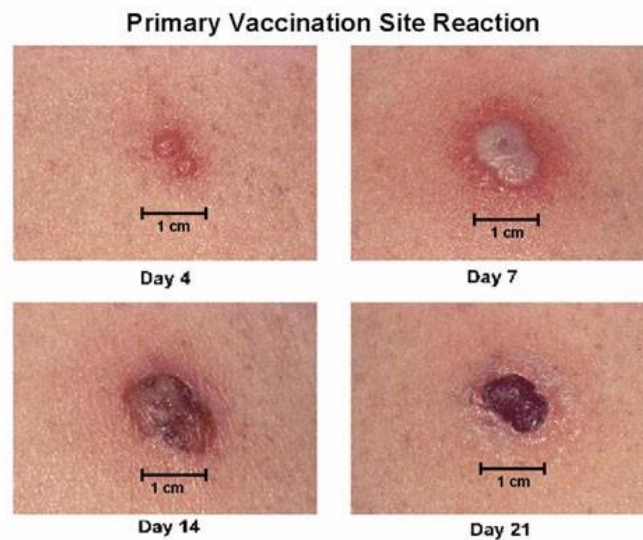 Primary Vaccination Site Reaction
1 cm
1 cm
Day 4
Day 7
1 cm
1 cm
Day 14
Day 21